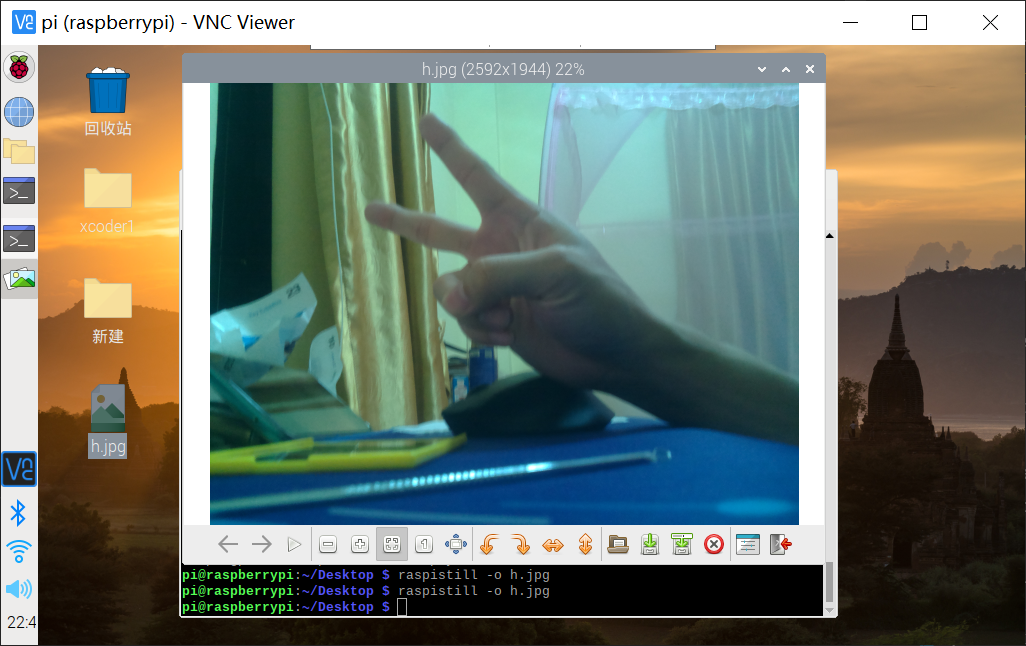 pi (raspberrypi) - VNC Viewer
h.jpg (2592x1944) 22%
回收站
xcoder1
新建
h.jpg
23
pi@raspberrypi:~/Desktop $ raspistill -o h.jpg
pi@raspberrypi:~/Desktop $ raspistill -o h.jpg
pi@raspberrypi:~/Desktop $
22:4